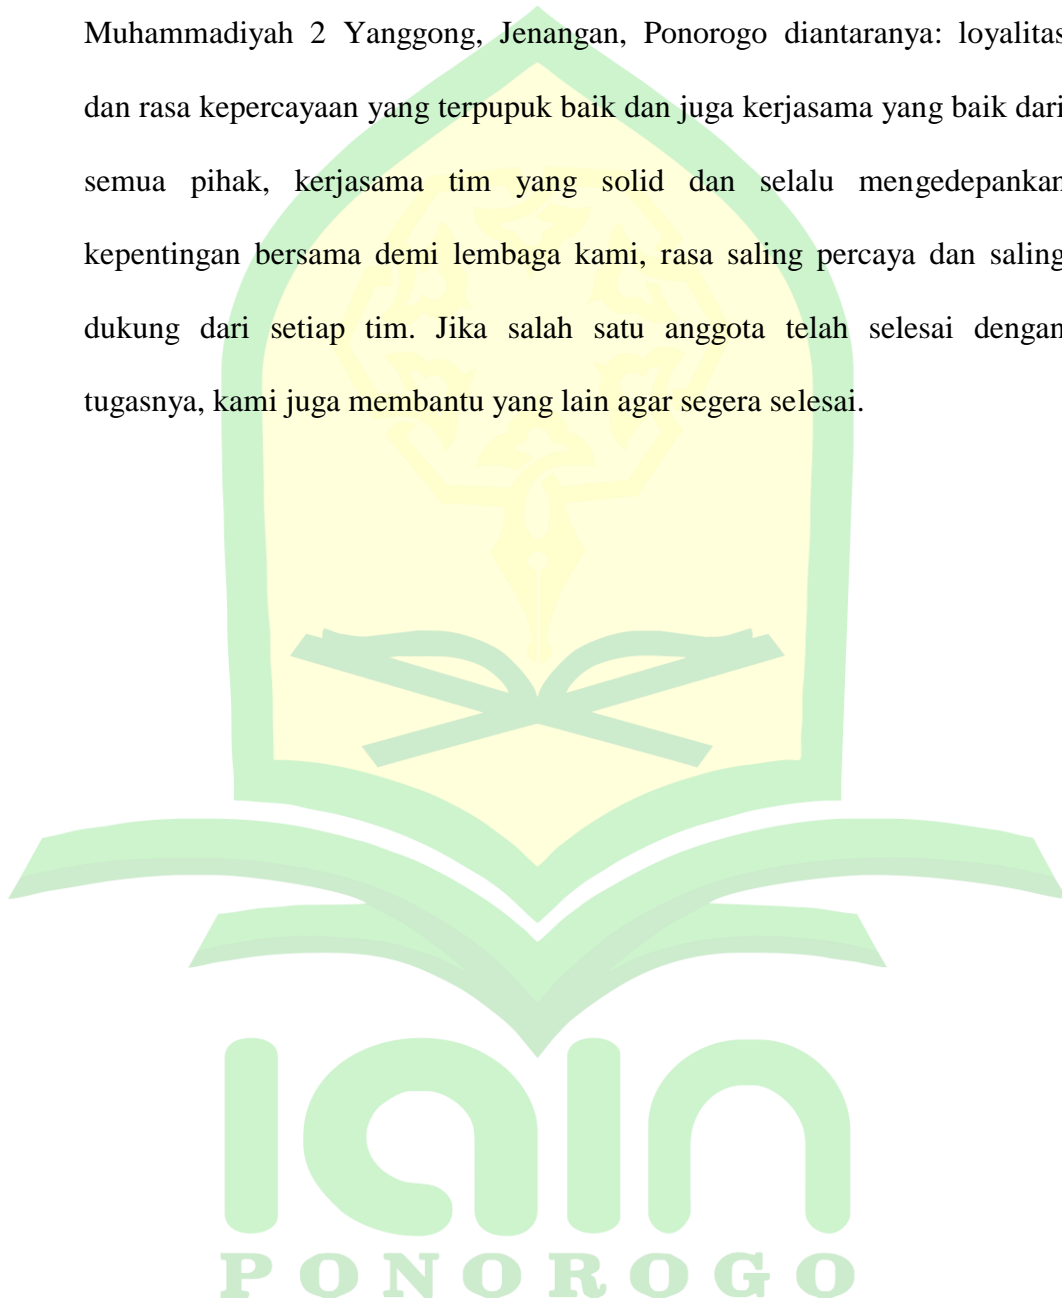 Muhammadiyah 2 Yanggong, Jenangan, Ponorogo diantaranya: loyalitas
dan rasa kepercayaan yang terpupuk baik dan juga kerjasama yang baik dari
semua pihak, kerjasama tim yang solid dan selalu mengedepankan
kepentingan bersama demi lembaga kami, rasa saling percaya dan saling
dukung dari setiap tim. Jika salah satu anggota telah selesai dengan
tugasnya, kami juga membantu yang lain agar segera selesai.
iain
PONOROGO